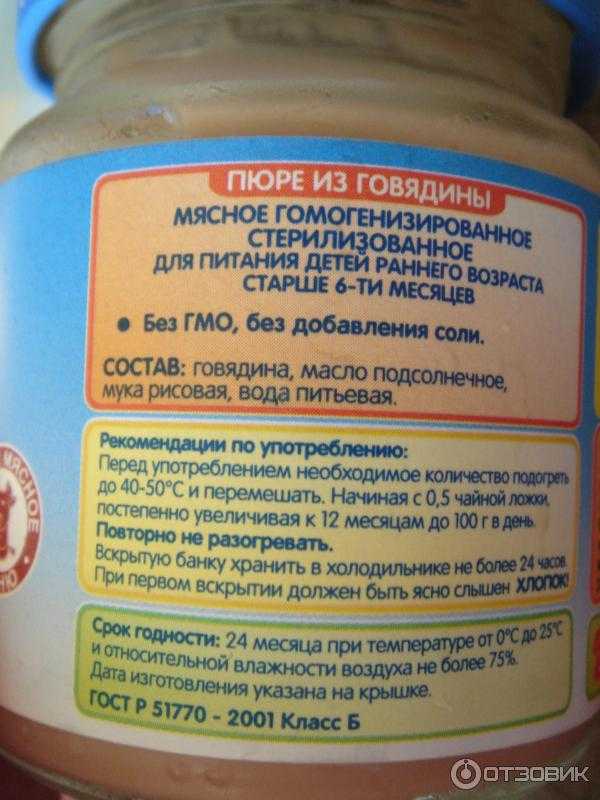 ПЮРЕ ИЗ ГОВЯДИНЫ
МЯСНОЕ ГОМОГЕНИЗИРОВАННОЕ
СТЕРИЛИЗОВАННОЕ
ДЛЯ ПИТАНИЯ ДЕТЕЙ РАННЕГО ВОЗРАСТА
СТАРШЕ 6-ТИ МЕСЯЦЕВ
• Без ГМО, без добавления соли.
СОСТАВ: говядина, масло подсолнечное,
мука рисовая, вода питьевая.
Рекомендации по употреблению:
Перед употреблением необходимое количество подогреть
до 40-50°С и перемешать. Начиная с 0,5 чайной ложки,
постепенно увеличивая к 12 месяцам до 100 г в день.
Повторно не разогревать.
Вскрытую банку хранить в холодильнике не более 24 часов.
При первом вскрытии должен быть ясно слышен ХЛОПОК!
Срок годности: 24 месяца при температуре от 0°С до 25°С
и относительной влажности воздуха не более 75%.
Дата изготовления указана на крышке.
ГОСТ Р 51770 - 2001 Класс Б
МЯСНОЕ
ОТЗОВИК